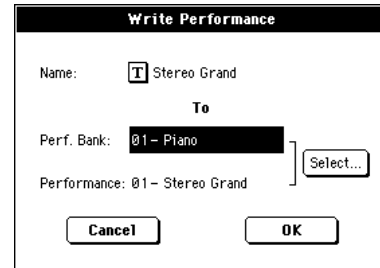 Write Performance
Name: T Stereo Grand
To
Perf. Bank: 01- Piano
Select...
Performance: 01- Stereo Grand
Cancel OK